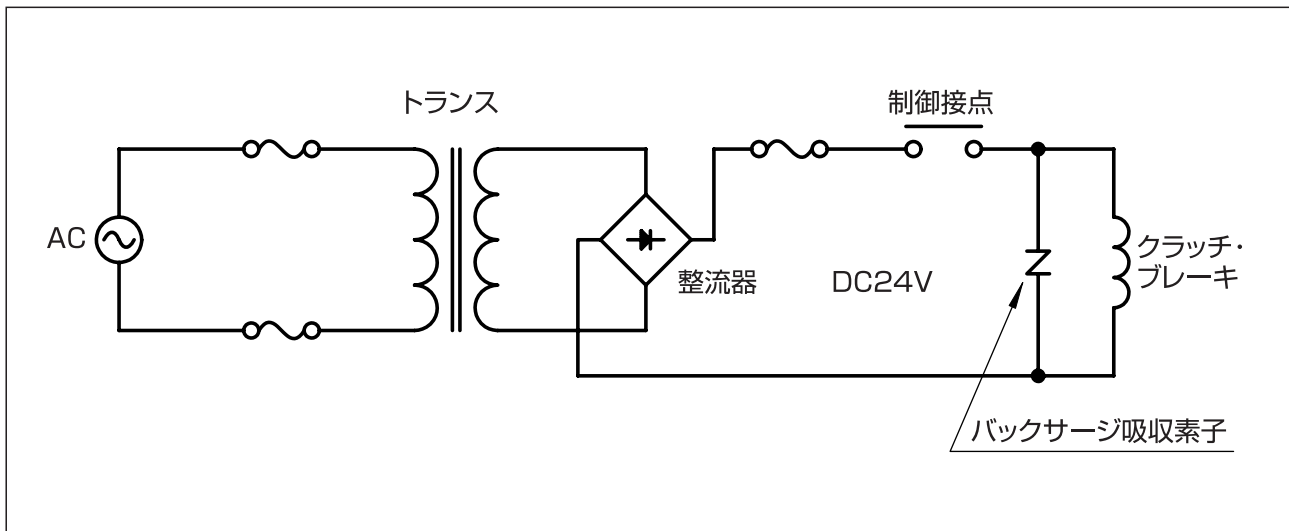 トランス
制御接点
AC
整流器
DC24V
クラッチ・
ブレーキ
バックサージ吸収素子